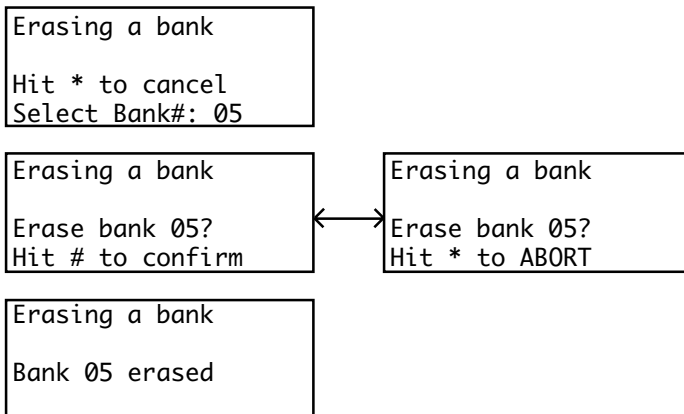 Erasing a bank
Hit * to cancel
Select Bank#: 05
Erasing a bank
Erase bank 05?
Hit # to confirm
Erasing a bank
Erase bank 05?
Hit * to ABORT
Erasing a bank
Bank 05 erased